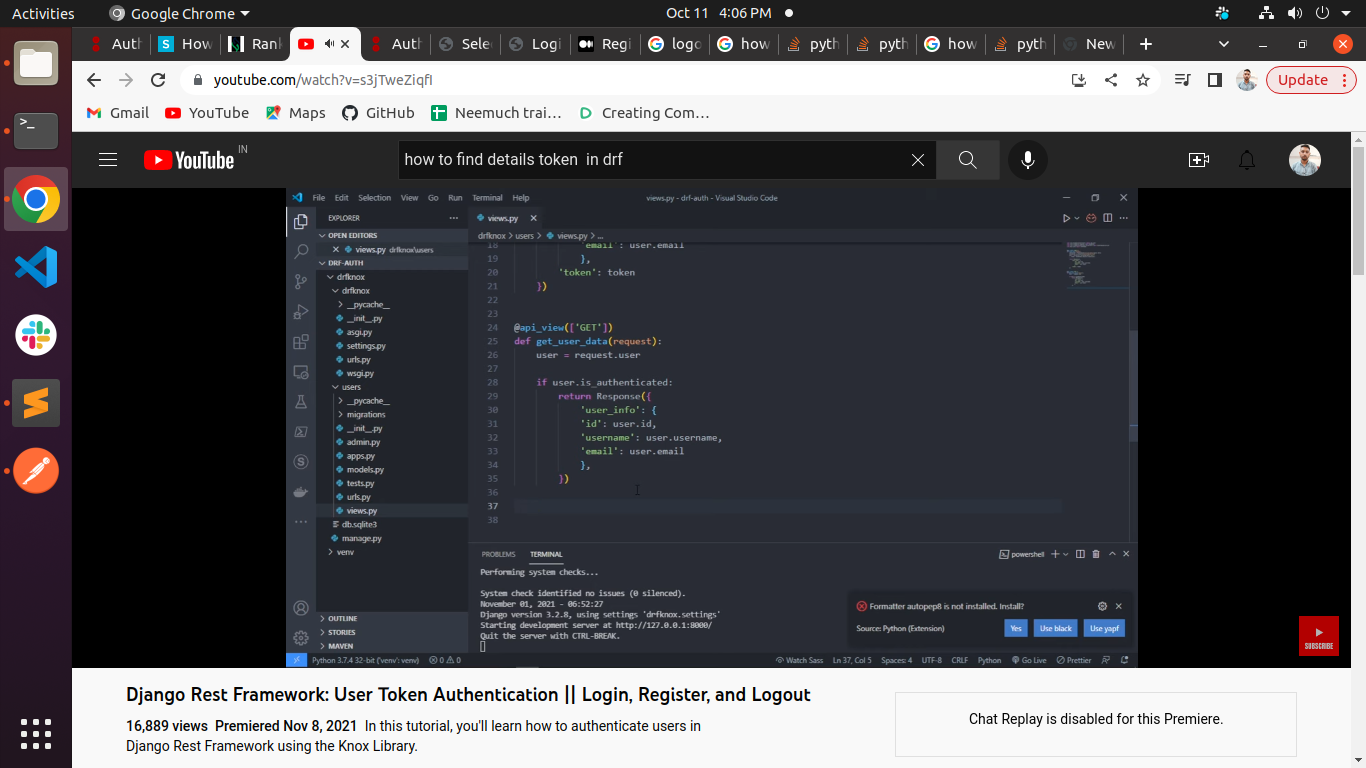 Activities Google Chrome Oct 11 4:06 PM
Auth How Rank Auth Sele Logi Regi logo how pyth pyth how pyth New
youtube.com/watch?v=s3jTweZiqfI Update
Gmail YouTube Maps GitHub Neemuch trai… Creating Com…
YouTube IN how to find details token  in drf
File Edit Selection View Go Run Terminal Help views.py - drf-auth - Visual Studio Code
EXPLORER
OPEN EDITORS
views.py drfknox\users
DRF-AUTH
drfknox
drfknox
__pycache__
__init__.py
asgi.py
settings.py
urls.py
wsgi.py
users
__pycache__
migrations
__init__.py
admin.py
apps.py
models.py
tests.py
urls.py
views.py
db.sqlite3
manage.py
venv
OUTLINE
STORIES
MAVEN
views.py
drfknox > users > views.py > ...
18 'email': user.email
19 },
20 'token': token
21 })
22
23
24 @api_view(['GET'])
25 def get_user_data(request):
26 user = request.user
27
28 if user.is_authenticated:
29 return Response({
30 'user_info': {
31 'id': user.id,
32 'username': user.username,
33 'email': user.email
34 },
35 })
36
37
38
PROBLEMS TERMINAL powershell
Performing system checks...
System check identified no issues (0 silenced).
November 01, 2021 - 06:52:27
Django version 3.2.8, using settings 'drfknox.settings'
Starting development server at http://127.0.0.1:8000/
Quit the server with CTRL-BREAK.
Formatter autopep8 is not installed. Install?
Source: Python (Extension) Yes Use black Use yapf
Python 3.7.4 32-bit ('venv': venv) 0 0 Watch Sass Ln 37, Col 5 Spaces: 4 UTF-8 CRLF Python Go Live Prettier
SUBSCRIBE
Django Rest Framework: User Token Authentication || Login, Register, and Logout
16,889 views Premiered Nov 8, 2021 In this tutorial, you'll learn how to authenticate users in
Django Rest Framework using the Knox Library.
Chat Replay is disabled for this Premiere.